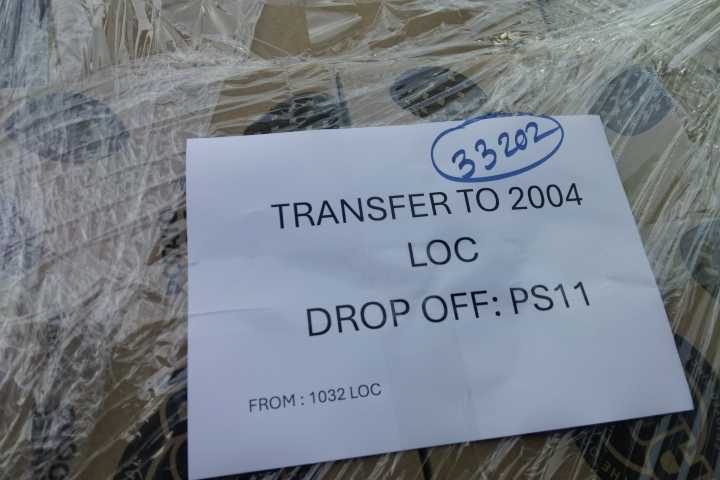 33202
TRANSFER TO 2004
LOC
DROP OFF: PS11
FROM : 1032 LOC